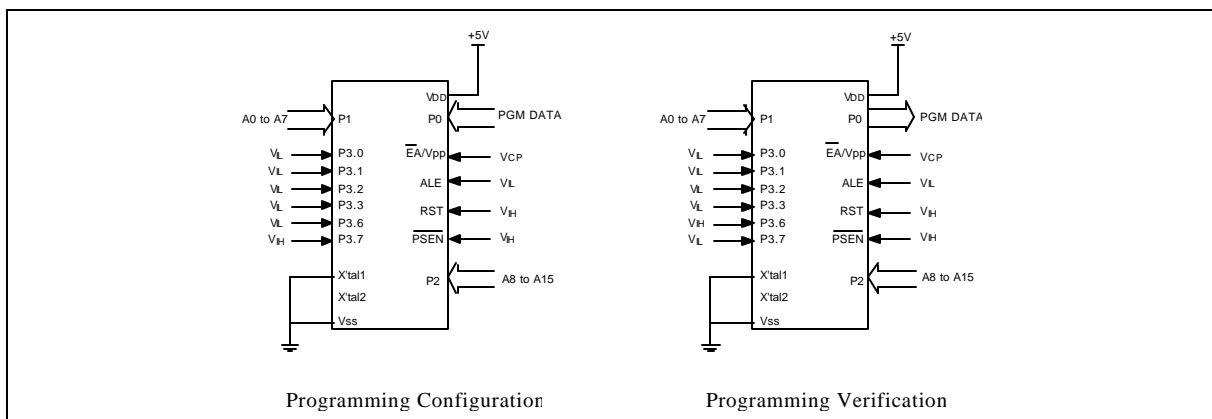 +5V
VDD
A0 to A7
P1
P0
PGM DATA
VIL
P3.0
EA/Vpp
VCP
VIL
P3.1
VIL
P3.2
ALE
VIL
VIL
P3.3
RST
VIH
VIL
P3.6
VIH
P3.7
PSEN
VIH
X'tal1
P2
A8 to A15
X'tal2
Vss
Programming Configuration
+5V
VDD
A0 to A7
P1
P0
PGM DATA
VIL
P3.0
EA/Vpp
VCP
VIL
P3.1
VIL
P3.2
ALE
VIL
VIL
P3.3
RST
VIH
VIH
P3.6
VIL
P3.7
PSEN
VIH
X'tal1
P2
A8 to A15
X'tal2
Vss
Programming Verification